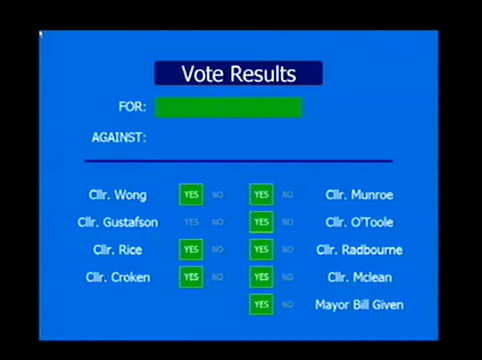 Vote Results
FOR:
AGAINST:
Cllr. Wong YES NO YES NO Cllr. Munroe
Cllr. Gustafson YES NO YES NO Cllr. O'Toole
Cllr. Rice YES NO YES NO Cllr. Radbourne
Cllr. Croken YES NO YES NO Cllr. Mclean
YES NO Mayor Bill Given